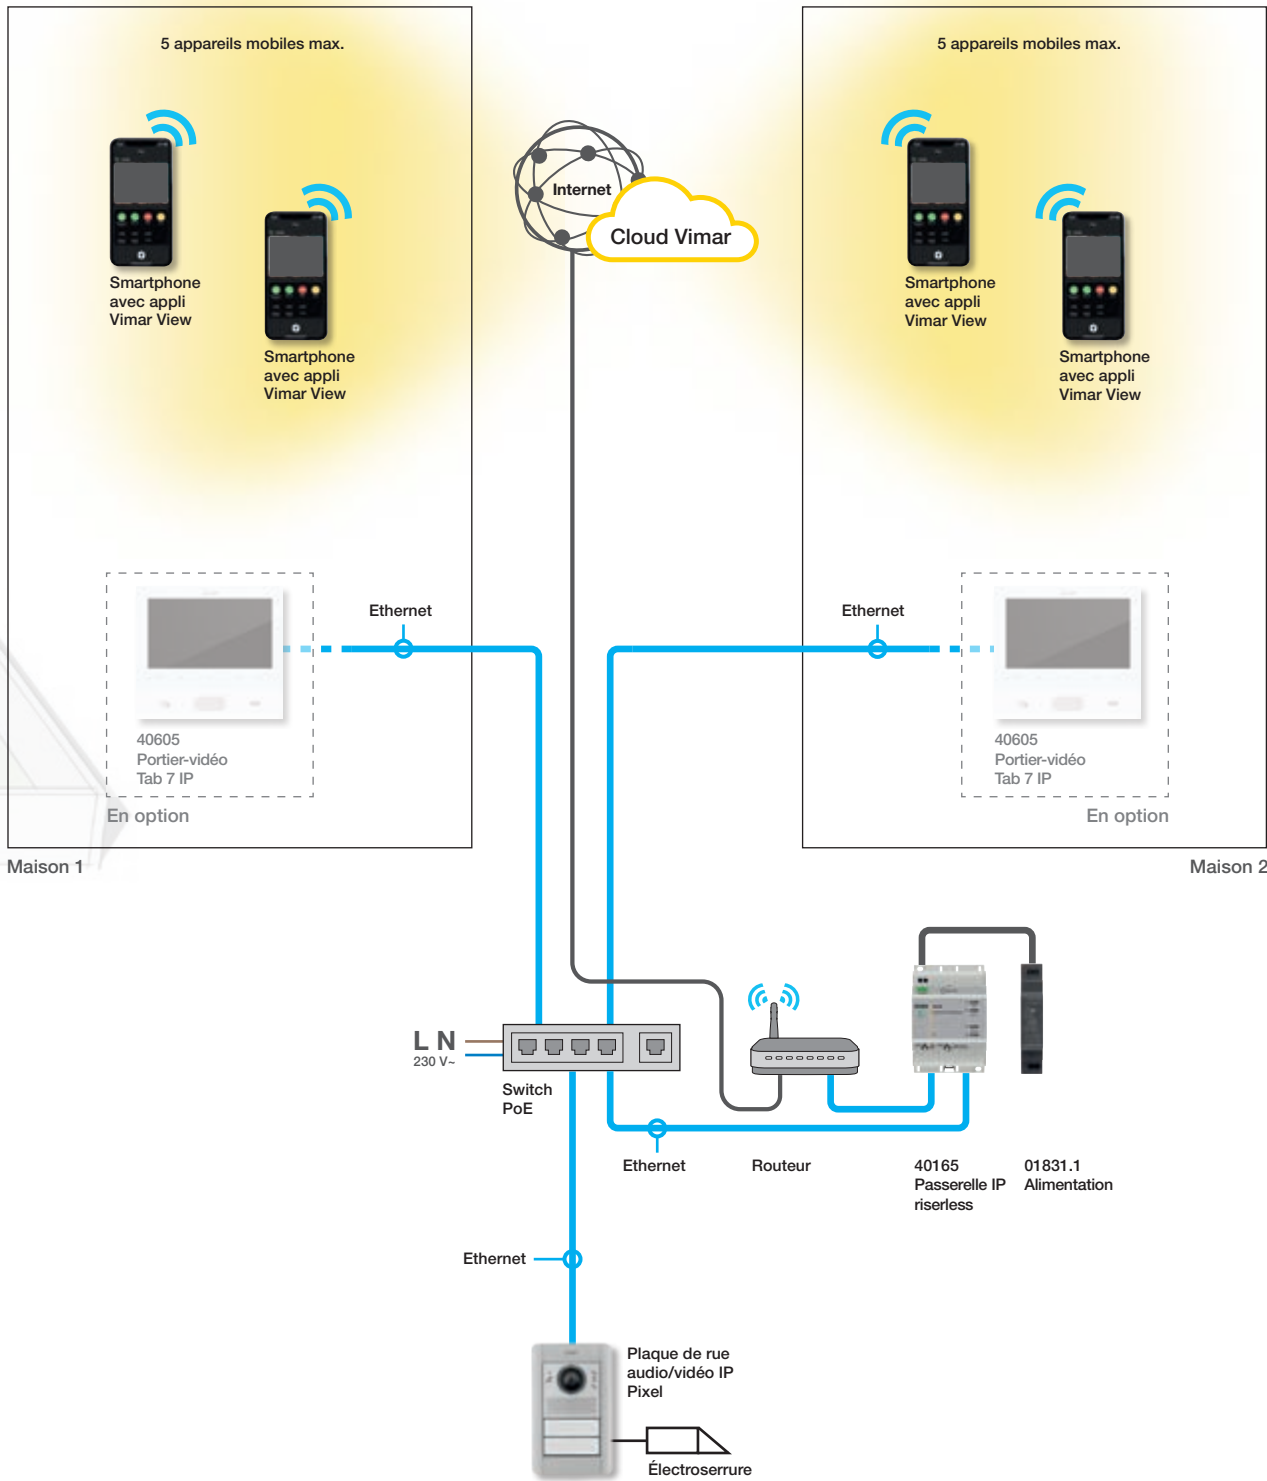 5 appareils mobiles max.
5 appareils mobiles max.
Internet
Cloud Vimar
Smartphone
avec appli
Vimar View
Smartphone
avec appli
Vimar View
Smartphone
avec appli
Vimar View
Smartphone
avec appli
Vimar View
Ethernet
Ethernet
40605
Portier-vidéo
Tab 7 IP
En option
40605
Portier-vidéo
Tab 7 IP
En option
Maison 1
Maison 2
L N
230 V~
Switch
PoE
Ethernet
Routeur
40165
Passerelle IP
riserless
01831.1
Alimentation
Ethernet
Plaque de rue
audio/vidéo IP
Pixel
Électroserrure